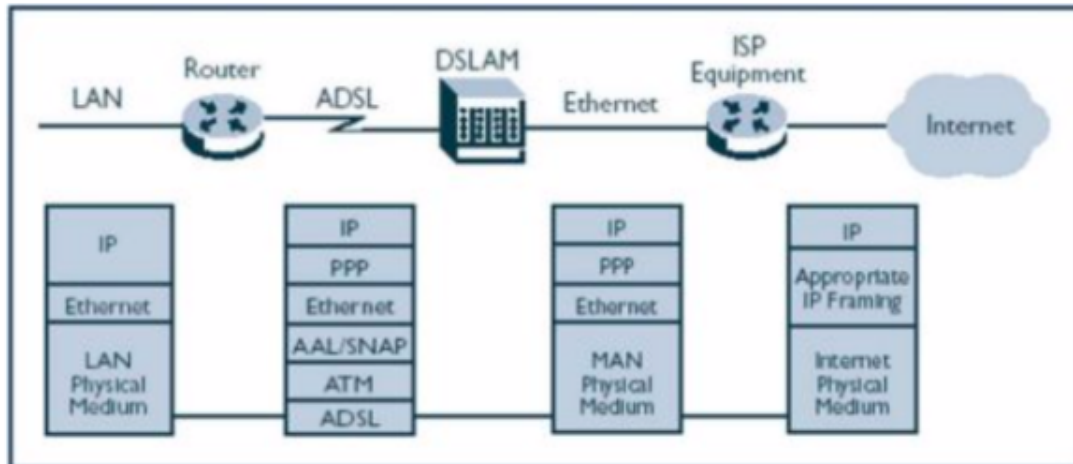 LAN
Router
ADSL
DSLAM
Ethernet
ISP
Equipment
Internet
IP
Ethernet
LAN
Physical
Medium
IP
PPP
Ethernet
AAL/SNAP
ATM
ADSL
IP
PPP
Ethernet
MAN
Physical
Medium
IP
Appropriate
IP Framing
Internet
Physical
Medium